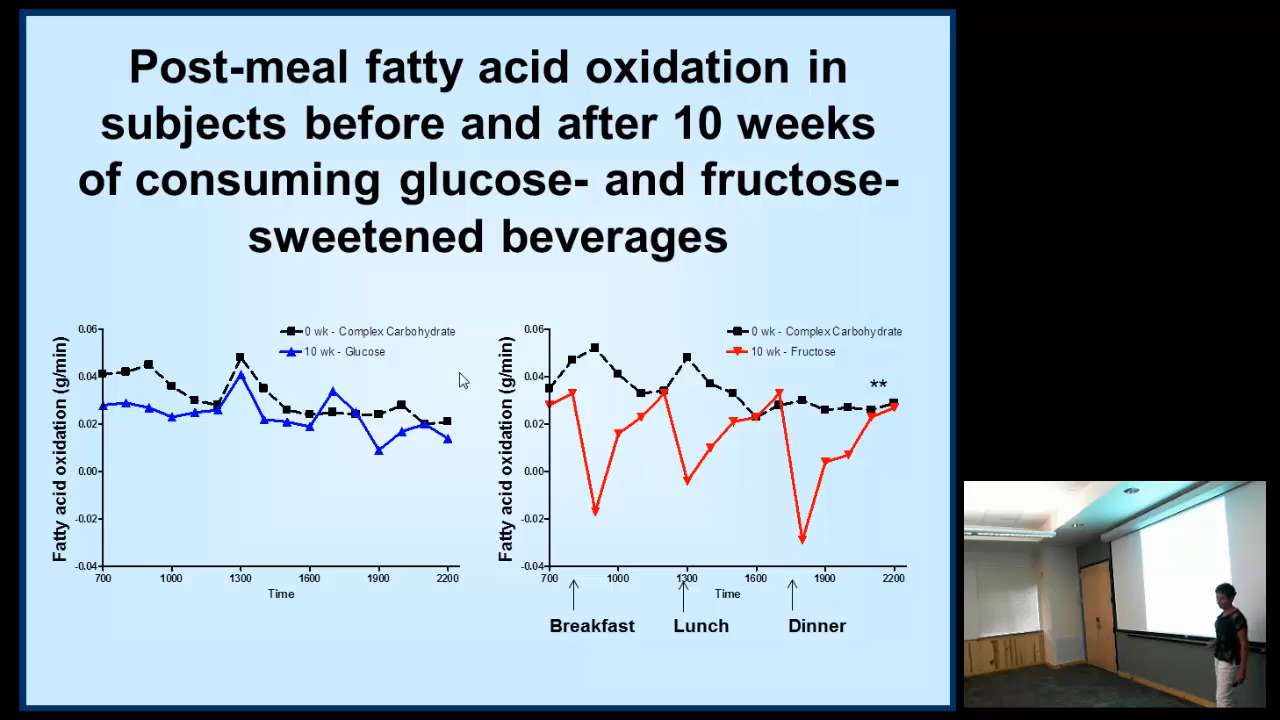 Post-meal fatty acid oxidation in
subjects before and after 10 weeks
of consuming glucose- and fructose-
sweetened beverages
0 wk - Complex Carbohydrate
10 wk - Glucose
Fatty acid oxidation (g/min)
0.06
0.04
0.02
0.00
-0.02
-0.04
700 1000 1300 1600 1900 2200
Time
0 wk - Complex Carbohydrate
10 wk - Fructose
**
Fatty acid oxidation (g/min)
0.06
0.04
0.02
0.00
-0.02
-0.04
700 1000 1300 1600 1900 2200
Time
Breakfast Lunch Dinner